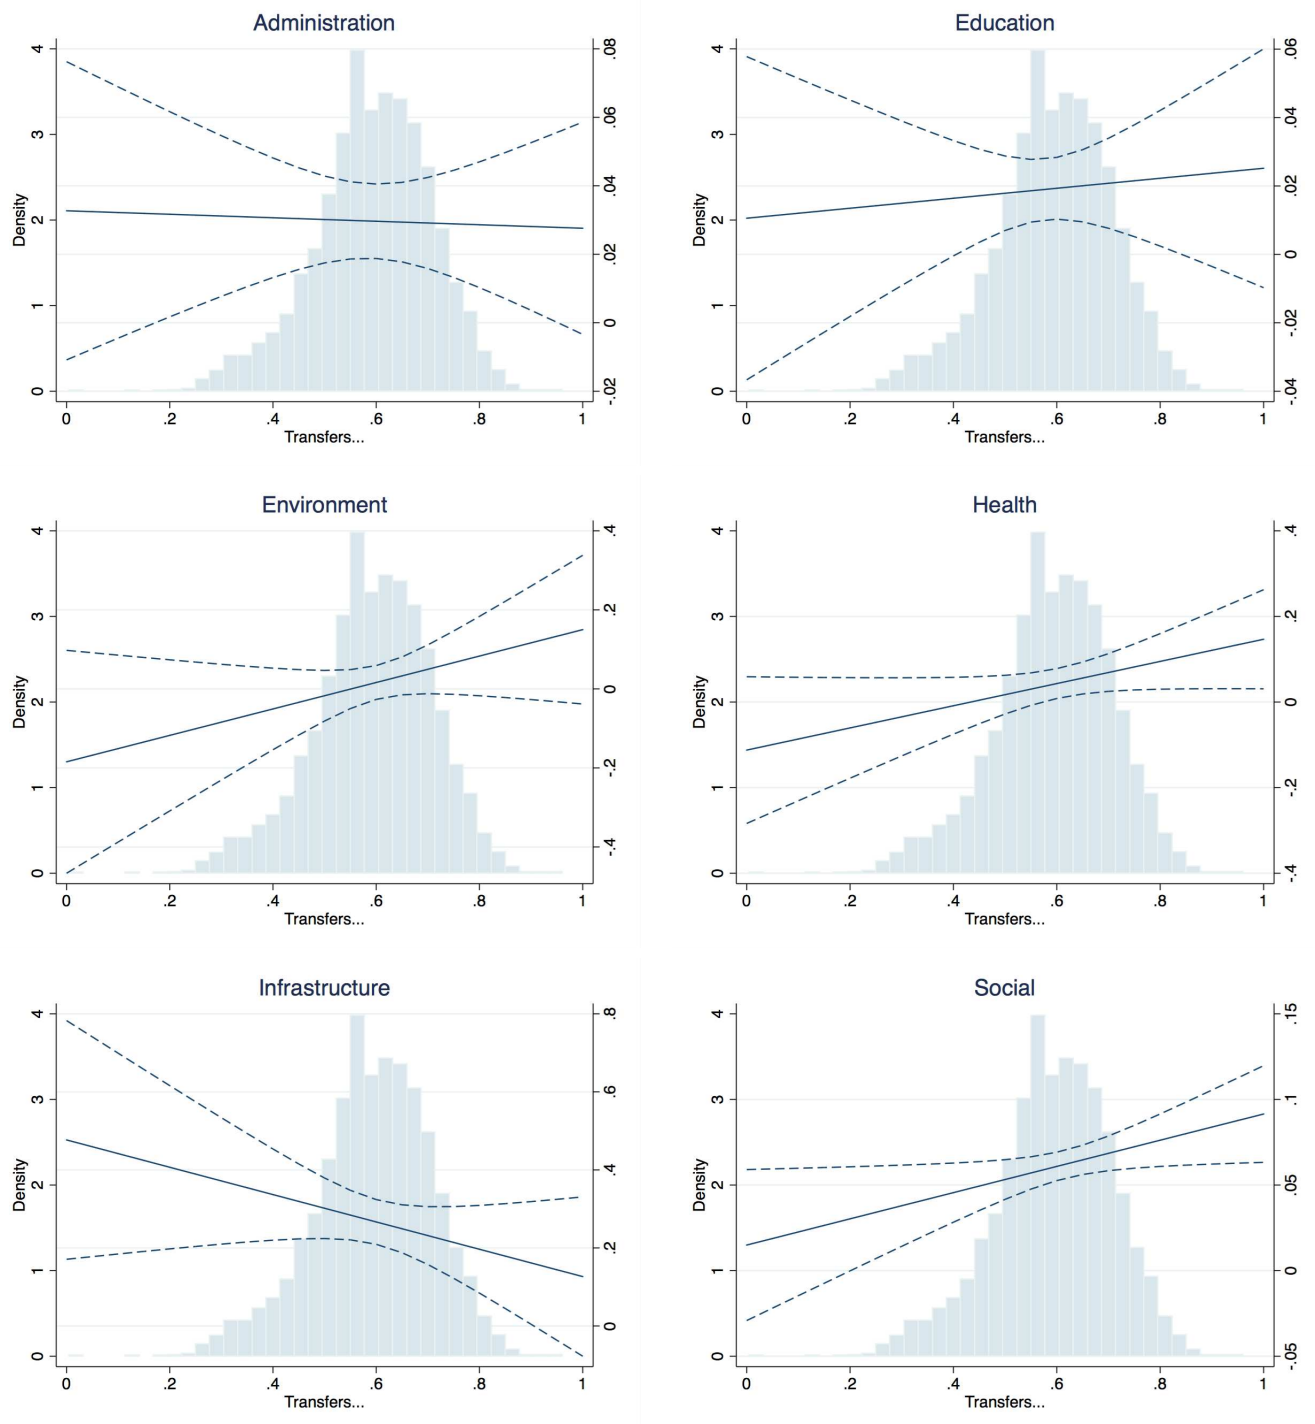 Administration
4
3
2
1
0
Density
.08
.06
.04
.02
0
-.02
0 .2 .4 .6 .8 1
Transfers...
Education
4
3
2
1
0
Density
.06
.04
.02
0
-.02
-.04
0 .2 .4 .6 .8 1
Transfers...
Environment
4
3
2
1
0
Density
.4
.2
0
-.2
-.4
0 .2 .4 .6 .8 1
Transfers...
Health
4
3
2
1
0
Density
.4
.2
0
-.2
-.4
0 .2 .4 .6 .8 1
Transfers...
Infrastructure
4
3
2
1
0
Density
.8
.6
.4
.2
0
0 .2 .4 .6 .8 1
Transfers...
Social
4
3
2
1
0
Density
.15
.1
.05
0
-.05
0 .2 .4 .6 .8 1
Transfers...